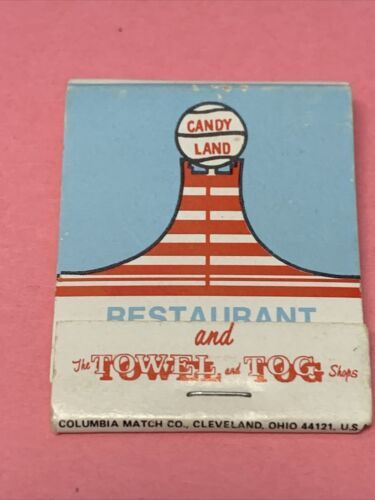 CANDY
LAND
RESTAURANT
and
The TOWEL and TOG Shops
COLUMBIA MATCH CO., CLEVELAND, OHIO 44121, U.S